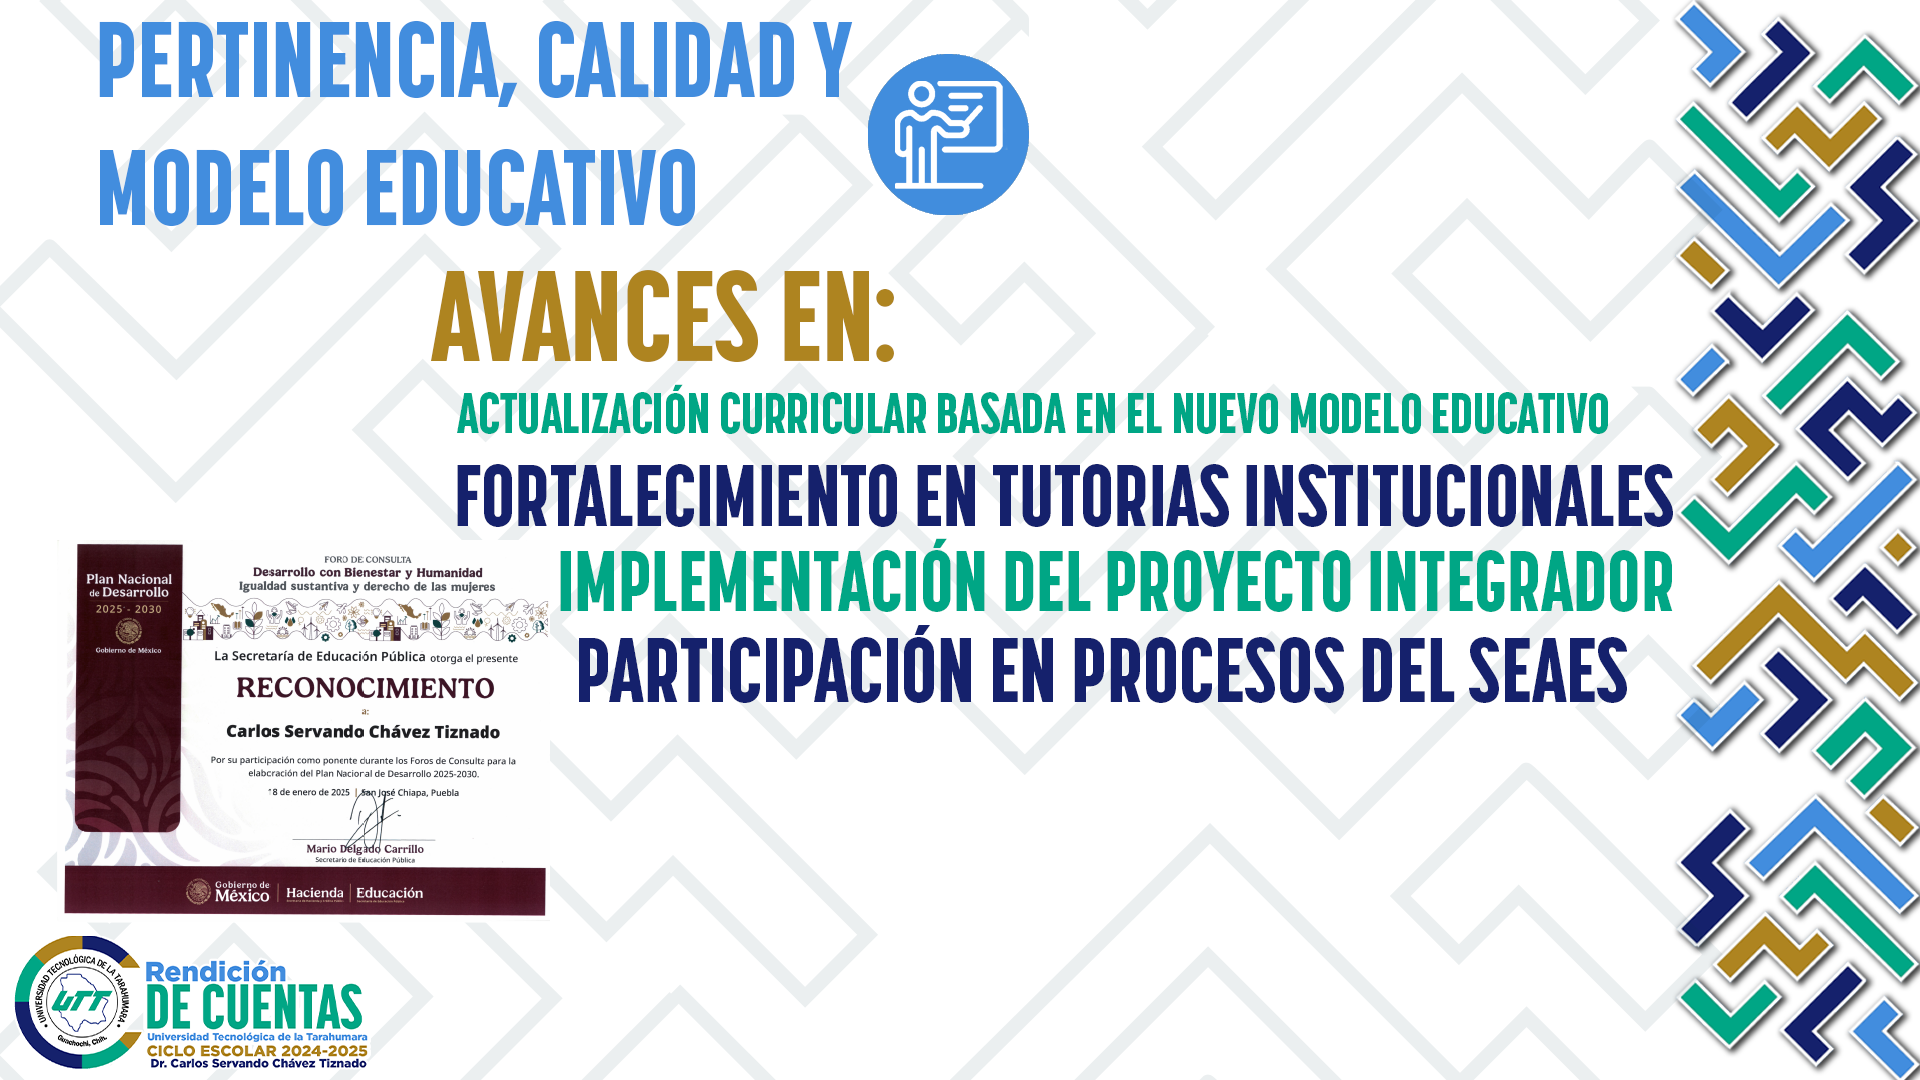 PERTINENCIA, CALIDAD Y
MODELO EDUCATIVO
AVANCES EN:
ACTUALIZACIÓN CURRICULAR BASADA EN EL NUEVO MODELO EDUCATIVO
FORTALECIMIENTO EN TUTORIAS INSTITUCIONALES
IMPLEMENTACIÓN DEL PROYECTO INTEGRADOR
PARTICIPACIÓN EN PROCESOS DEL SEAES
Plan Nacional
de Desarrollo
2025 - 2030
Gobierno de México
FORO DE CONSULTA
Desarrollo con Bienestar y Humanidad
Igualdad sustantiva y derecho de las mujeres
La Secretaría de Educación Pública otorga el presente
RECONOCIMIENTO
a:
Carlos Servando Chávez Tiznado
Por su participación como ponente durante los Foros de Consulta para la
elaboración del Plan Nacional de Desarrollo 2025-2030.
18 de enero de 2025 | San José Chiapa, Puebla
Mario Delgado Carrillo
Secretario de Educación Pública
Gobierno de
México
Hacienda
Educación
UNIVERSIDAD TECNOLÓGICA DE LA TARAHUMARA
UTT
Guachochi, Chih.
Rendición
DE CUENTAS
Universidad Tecnológica de la Tarahumara
CICLO ESCOLAR 2024-2025
Dr. Carlos Servando Chávez Tiznado